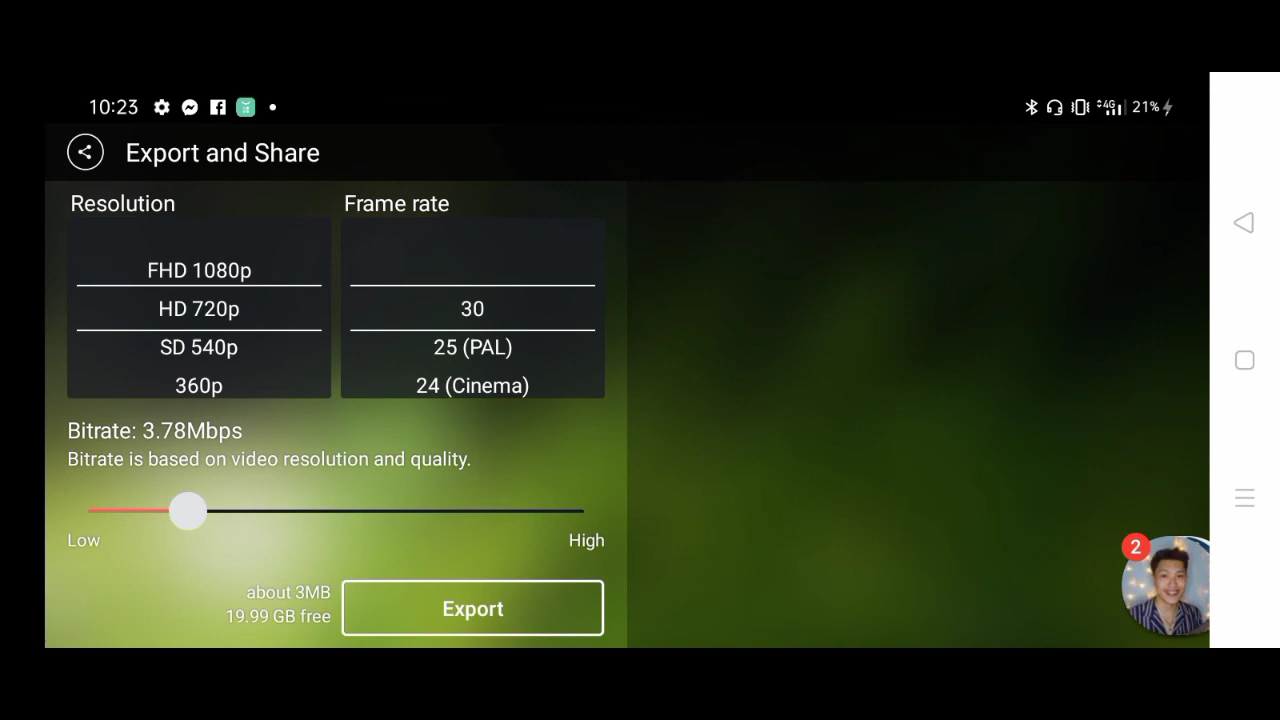 10:23
4G 21%
Export and Share
Resolution
Frame rate
FHD 1080p
HD 720p
30
SD 540p
25 (PAL)
360p
24 (Cinema)
Bitrate: 3.78Mbps
Bitrate is based on video resolution and quality.
Low
High
about 3MB
19.99 GB free
Export
2